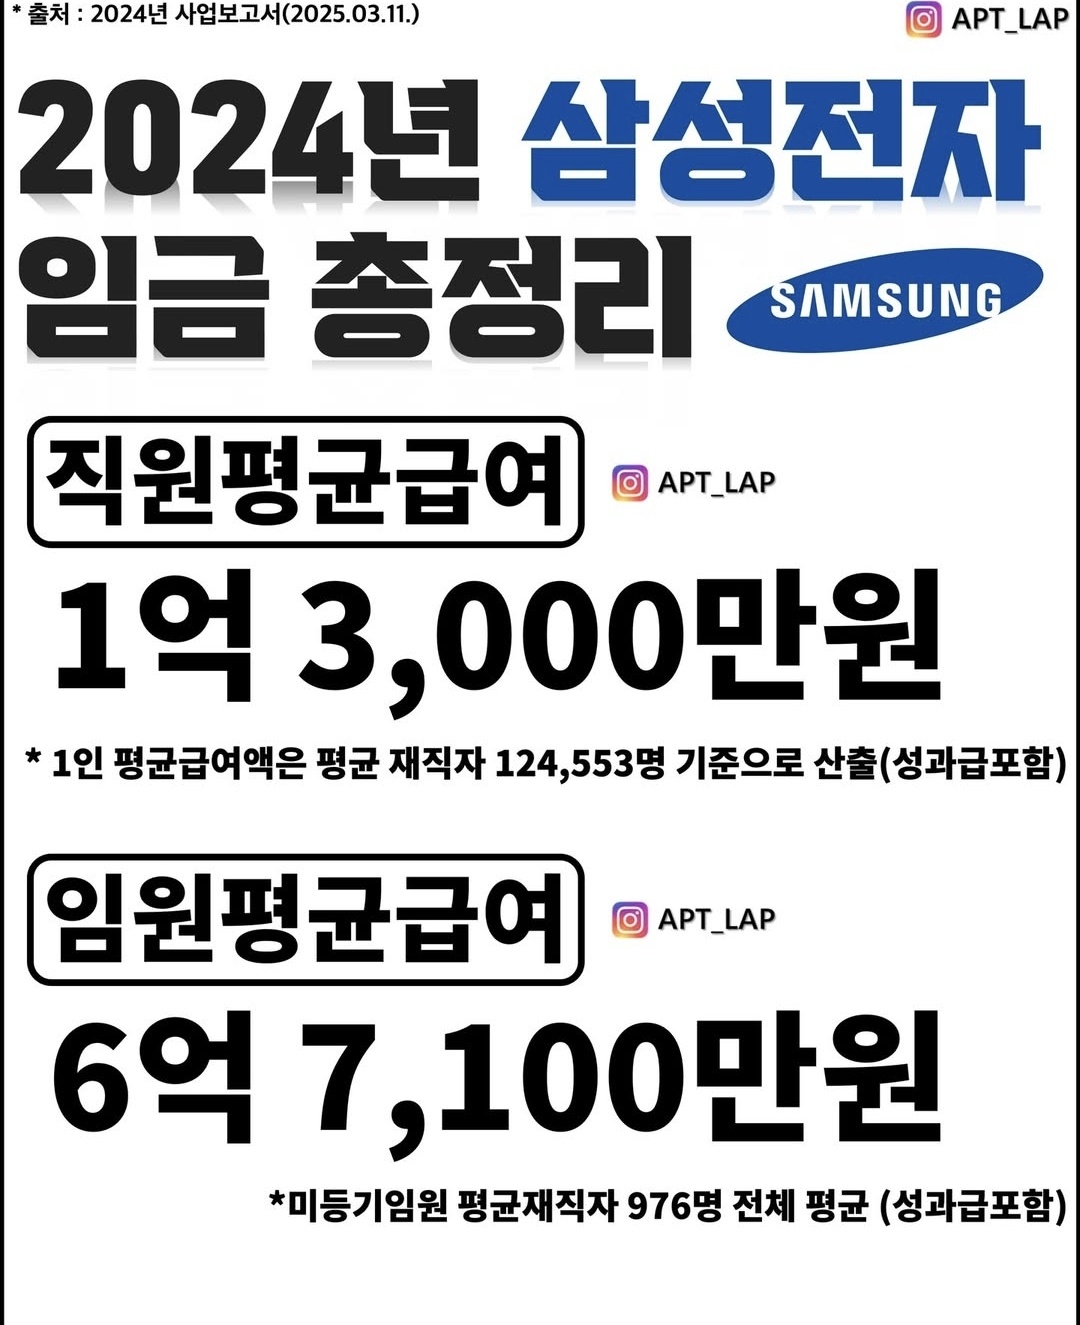 * 출처 : 2024년 사업보고서(2025.03.11.)
APT_LAP
2024년 삼성전자
임금 총정리
SAMSUNG
직원평균급여
APT_LAP
1억 3,000만원
* 1인 평균급여액은 평균 재직자 124,553명 기준으로 산출(성과급포함)
임원평균급여
APT_LAP
6억 7,100만원
*미등기임원 평균재직자 976명 전체 평균 (성과급포함)